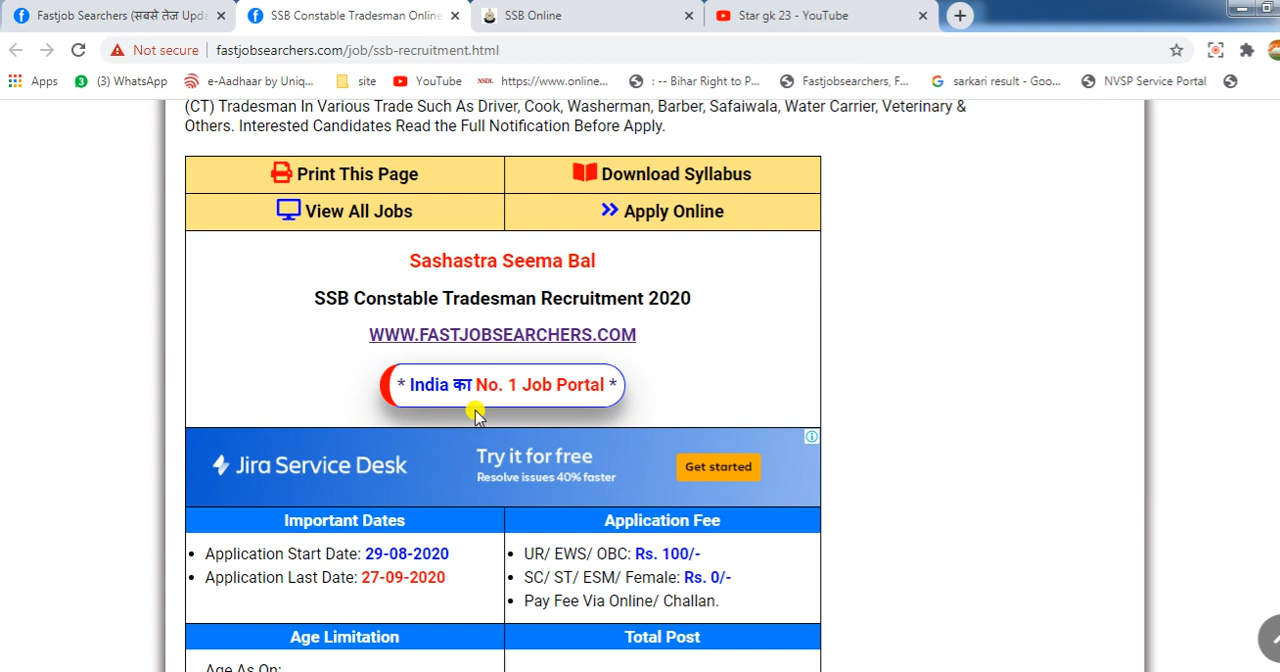 Fastjob Searchers (सबसे तेज Upda
SSB Constable Tradesman Online
SSB Online
Star gk 23 - YouTube
Not secure
fastjobsearchers.com/job/ssb-recruitment.html
Apps
3
(3) WhatsApp
e-Aadhaar by Uniq...
site
YouTube
NSDL
https://www.online...
: -- Bihar Right to P...
Fastjobsearchers, F...
sarkari result - Goo...
NVSP Service Portal
(CT) Tradesman In Various Trade Such As Driver, Cook, Washerman, Barber, Safaiwala, Water Carrier, Veterinary &
Others. Interested Candidates Read the Full Notification Before Apply.
Print This Page
Download Syllabus
View All Jobs
Apply Online
Sashastra Seema Bal
SSB Constable Tradesman Recruitment 2020
WWW.FASTJOBSEARCHERS.COM
* India का No. 1 Job Portal *
Jira Service Desk
Try it for free
Resolve issues 40% faster
Get started
Important Dates
Application Fee
Application Start Date: 29-08-2020
Application Last Date: 27-09-2020
UR/ EWS/ OBC: Rs. 100/-
SC/ ST/ ESM/ Female: Rs. 0/-
Pay Fee Via Online/ Challan.
Age Limitation
Total Post
Age As On: